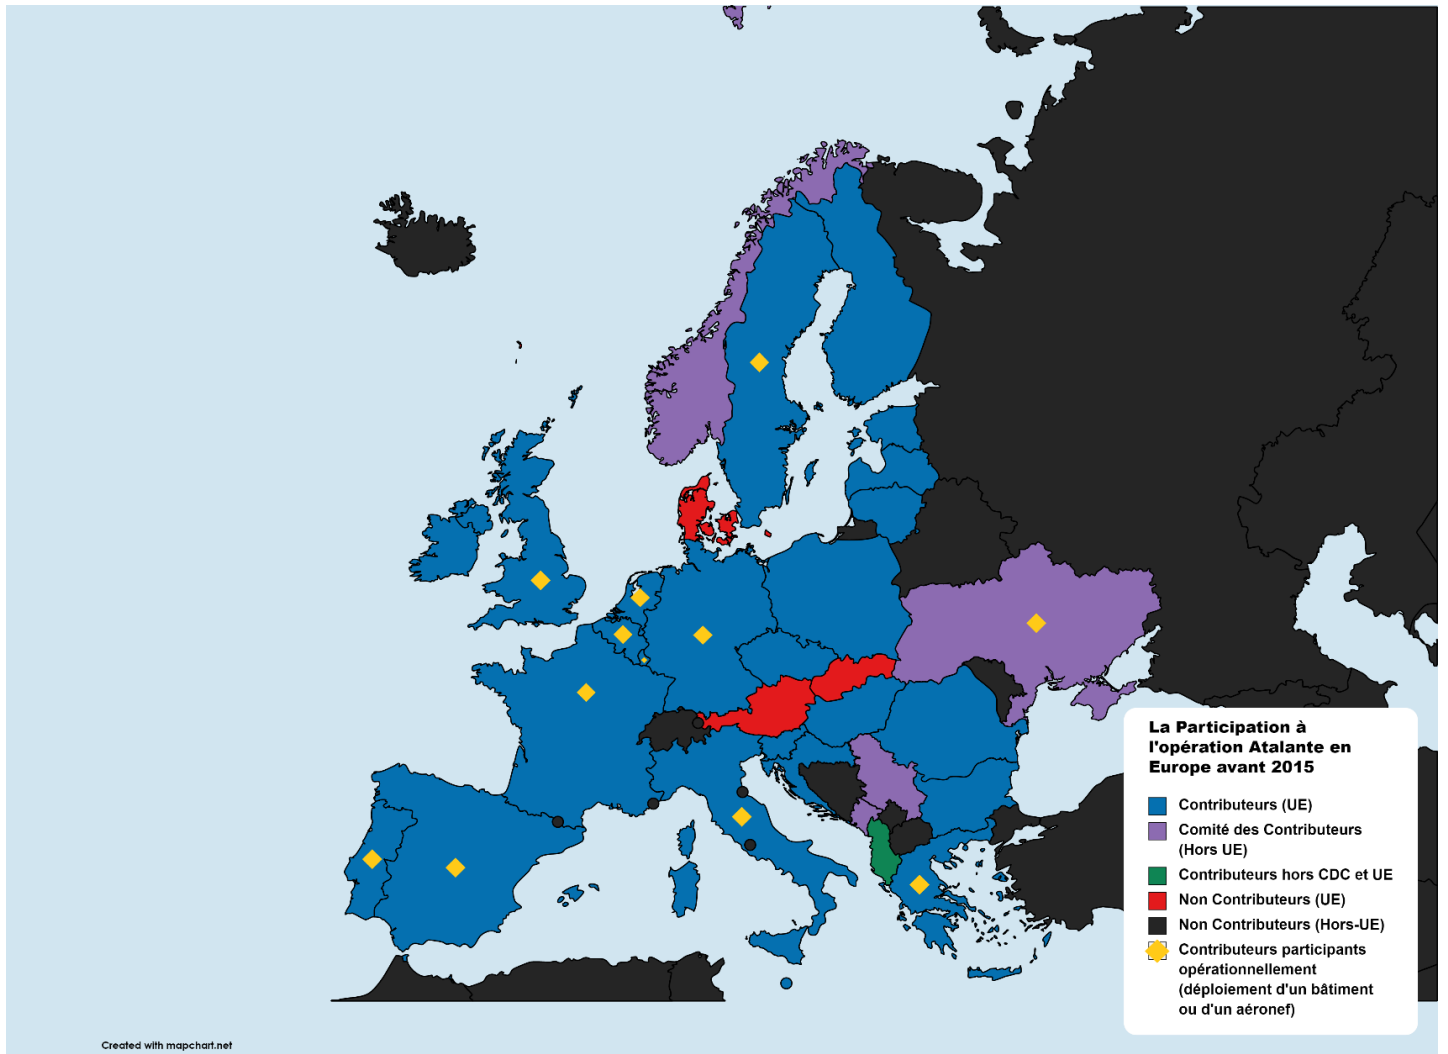 La Participation à
l'opération Atalante en
Europe avant 2015
Contributeurs (UE)
Comité des Contributeurs
(Hors UE)
Contributeurs hors CDC et UE
Non Contributeurs (UE)
Non Contributeurs (Hors-UE)
Contributeurs participants
opérationnellement
(déploiement d'un bâtiment
ou d'un aéronef)
Created with mapchart.net